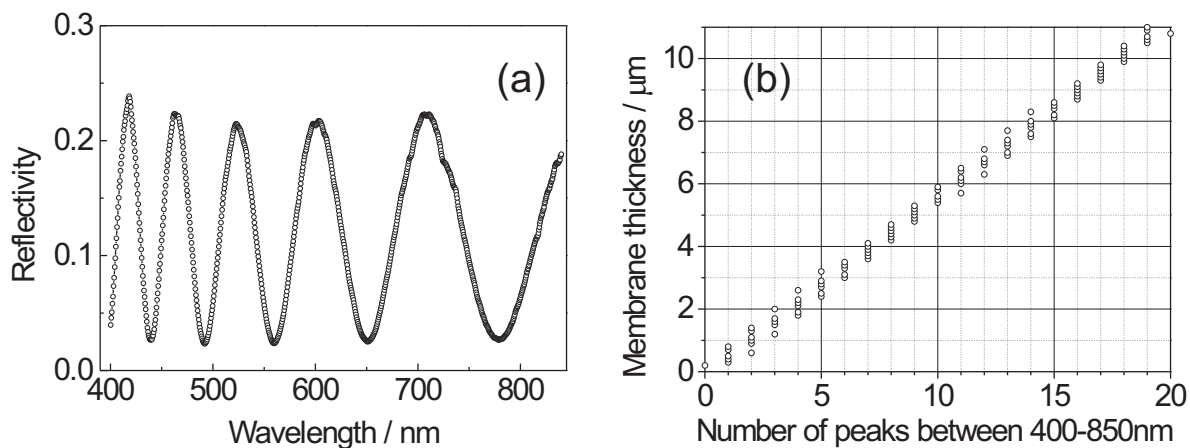 0.3
0.2
0.1
0.0
Reflectivity
(a)
400 500 600 700 800
Wavelength / nm
10
8
6
4
2
0
Membrane thickness / μm
(b)
0 5 10 15 20
Number of peaks between 400-850nm